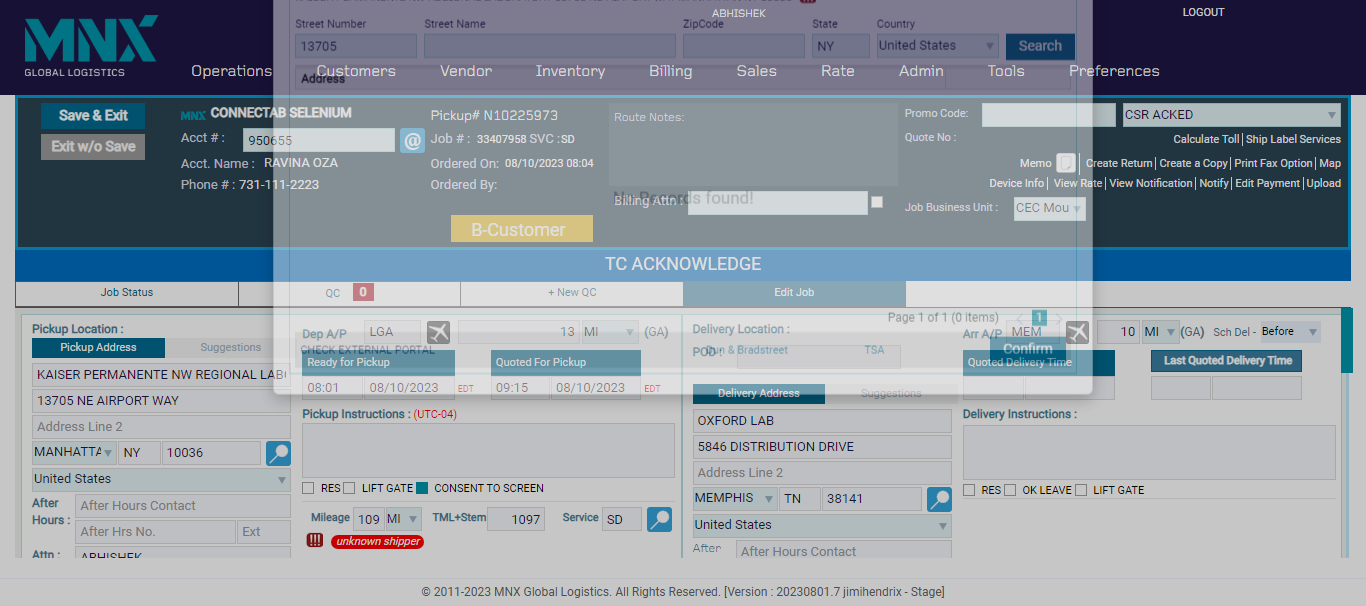 ABHISHEK
LOGOUT
MNX
GLOBAL LOGISTICS
Street Number Street Name ZipCode State Country
13705 NY United States Search
Address
Operations Customers Vendor Inventory Billing Sales Rate Admin Tools Preferences
Save & Exit
Exit w/o Save
MNX CONNECTAB SELENIUM
Acct # : 950655 @
Acct. Name : RAVINA OZA
Phone # : 731-111-2223
Pickup# N10225973
Job # : 33407958 SVC :SD
Ordered On: 08/10/2023 08:04
Ordered By:
B-Customer
Route Notes:
No Records found!
Billing Attn :
Promo Code: CSR ACKED
Quote No :
Calculate Toll | Ship Label Services
Memo | Create Return | Create a Copy | Print Fax Option | Map
Device Info | View Rate | View Notification | Notify | Edit Payment | Upload
Job Business Unit : CEC Mou
TC ACKNOWLEDGE
Job Status QC 0 + New QC Edit Job
Page 1 of 1 (0 items) 1
Confirm
Pickup Location :
Pickup Address Suggestions
KAISER PERMANENTE NW REGIONAL LAB
13705 NE AIRPORT WAY
Address Line 2
MANHATTA NY 10036
United States
After Hours : After Hours Contact
After Hrs No. Ext
Attn : ABHISHEK
Dep A/P LGA 13 MI (GA)
CHECK EXTERNAL PORTAL
Ready for Pickup Quoted For Pickup
08:01 08/10/2023 EDT 09:15 08/10/2023 EDT
Pickup Instructions : (UTC-04)
RES LIFT GATE CONSENT TO SCREEN
Mileage 109 MI TML+Stem 1097 Service SD
!!! unknown shipper
Delivery Location :
POD : Dun & Bradstreet TSA
Delivery Address Suggestions
OXFORD LAB
5846 DISTRIBUTION DRIVE
Address Line 2
MEMPHIS TN 38141
United States
After After Hours Contact
Arr A/P MEM 10 MI (GA) Sch Del - Before
Quoted Delivery Time Last Quoted Delivery Time
Delivery Instructions :
RES OK LEAVE LIFT GATE
© 2011-2023 MNX Global Logistics. All Rights Reserved. [Version : 20230801.7 jimihendrix - Stage]